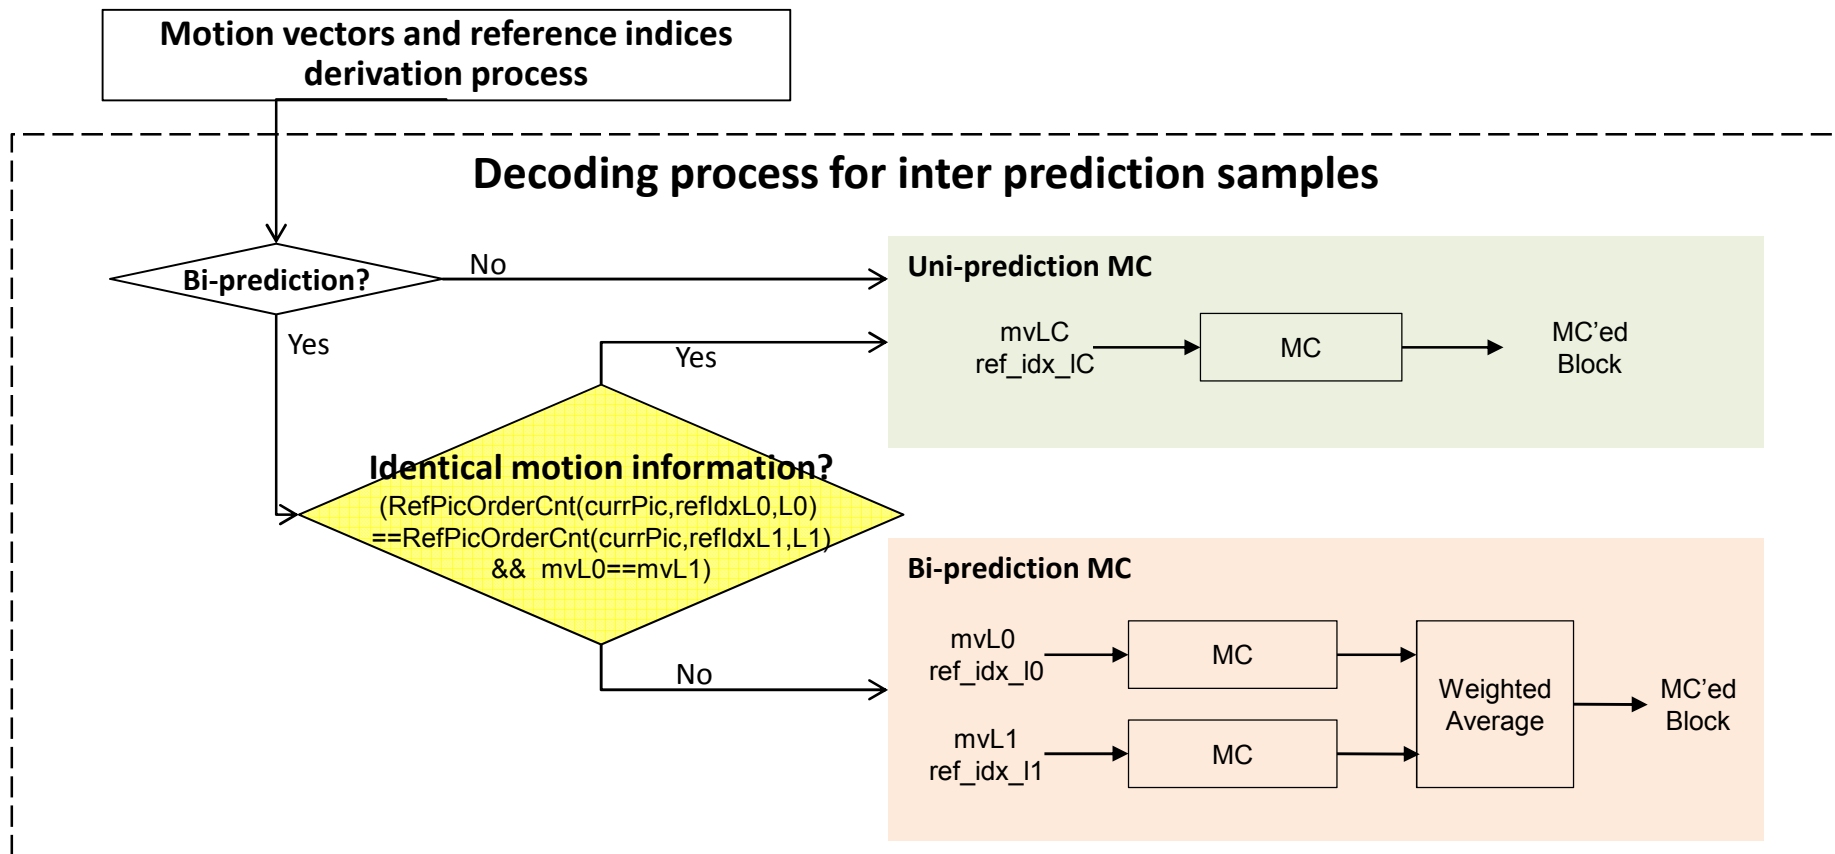 Motion vectors and reference indices
derivation process
Decoding process for inter prediction samples
Bi-prediction?
No
Yes
Uni-prediction MC
mvLC
ref_idx_lC
MC
MC'ed
Block
Yes
Identical motion information?
(RefPicOrderCnt(currPic,refIdxL0,L0)
==RefPicOrderCnt(currPic,refIdxL1,L1)
&& mvL0==mvL1)
No
Bi-prediction MC
mvL0
ref_idx_l0
MC
mvL1
ref_idx_l1
MC
Weighted
Average
MC'ed
Block